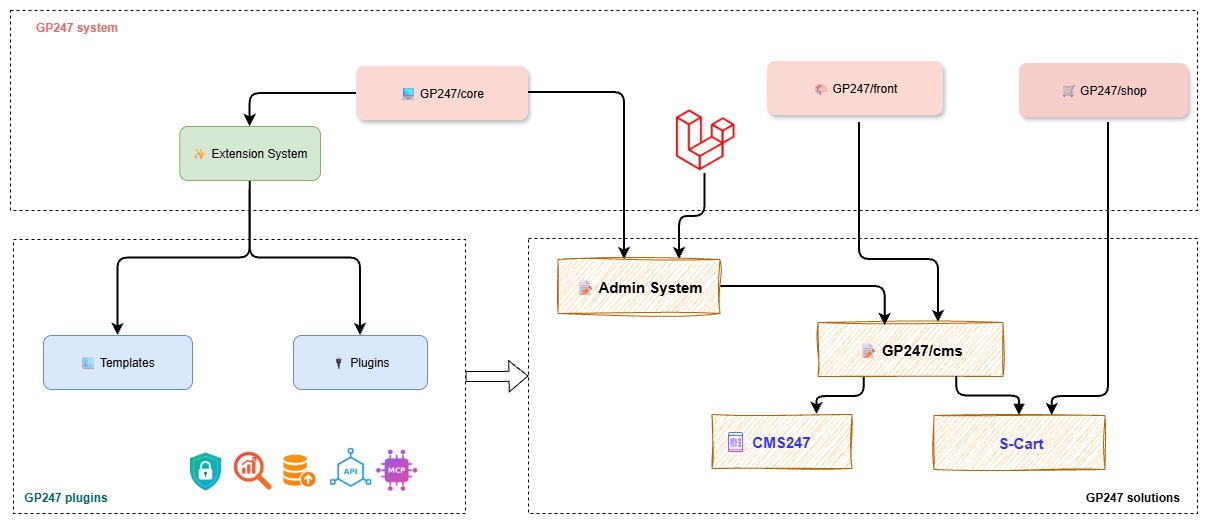 GP247 system
GP247/core
GP247/front
GP247/shop
Extension System
Admin System
Templates
Plugins
GP247/cms
CMS247
S-Cart
API
MCP
GP247 plugins
GP247 solutions